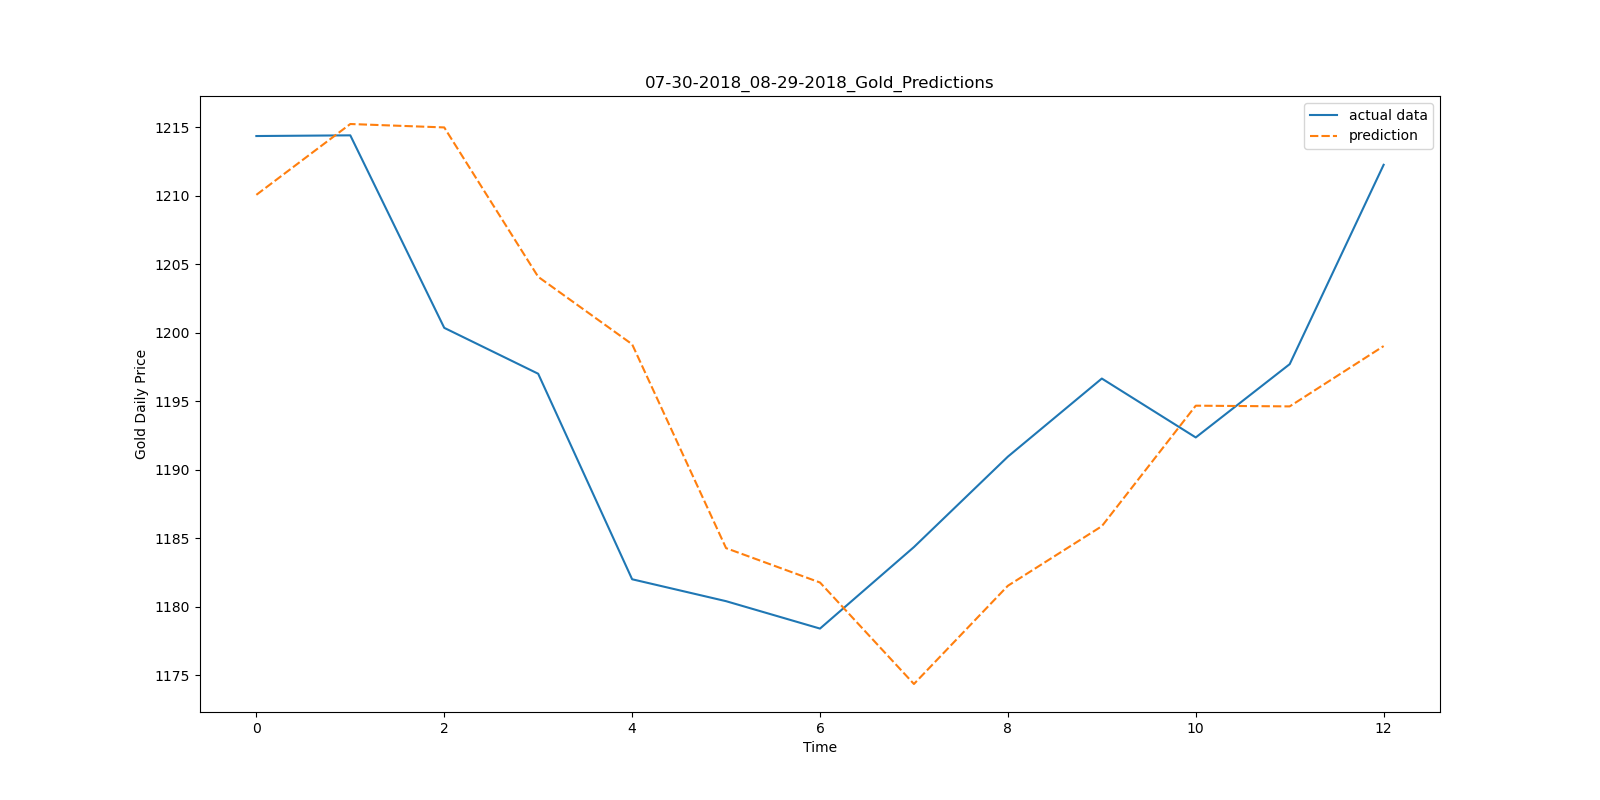 07-30-2018_08-29-2018_Gold_Predictions
actual data
prediction
Gold Daily Price
1215
1210
1205
1200
1195
1190
1185
1180
1175
0 2 4 6 8 10 12
Time